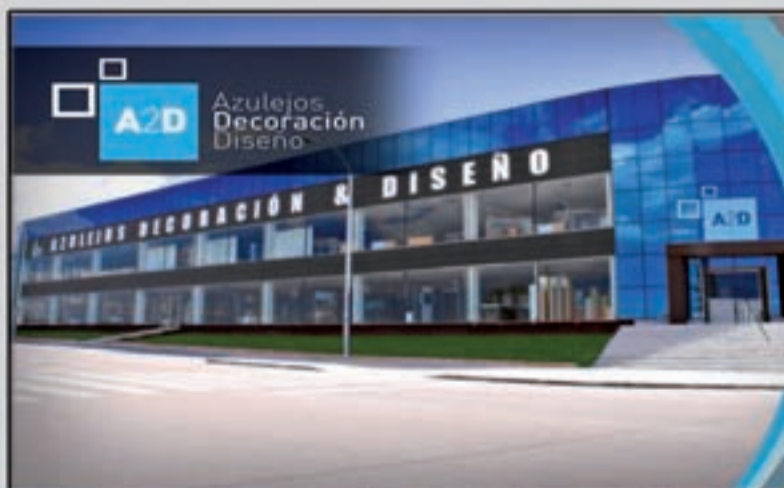 A2D
Azulejos
Decoración
Diseño
AZULEJOS DECORACIÓN & DISEÑO
A2D